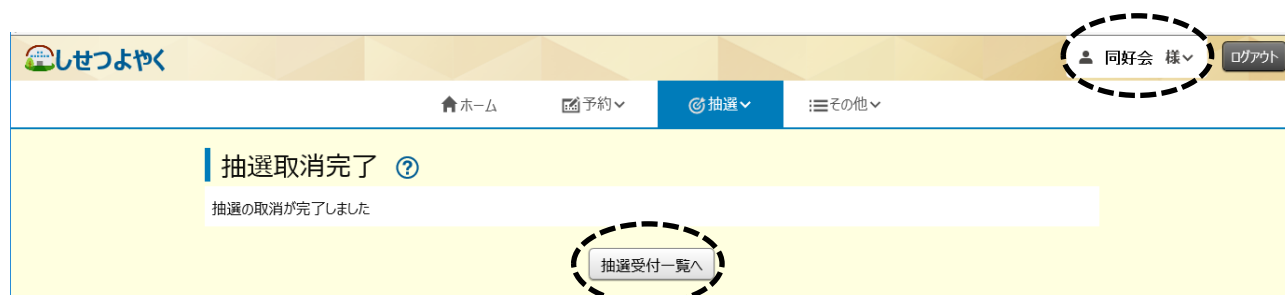 しせつよやく
同好会 様
ログアウト
ホーム 予約 抽選 その他
抽選取消完了 ?
抽選の取消が完了しました
抽選受付一覧へ